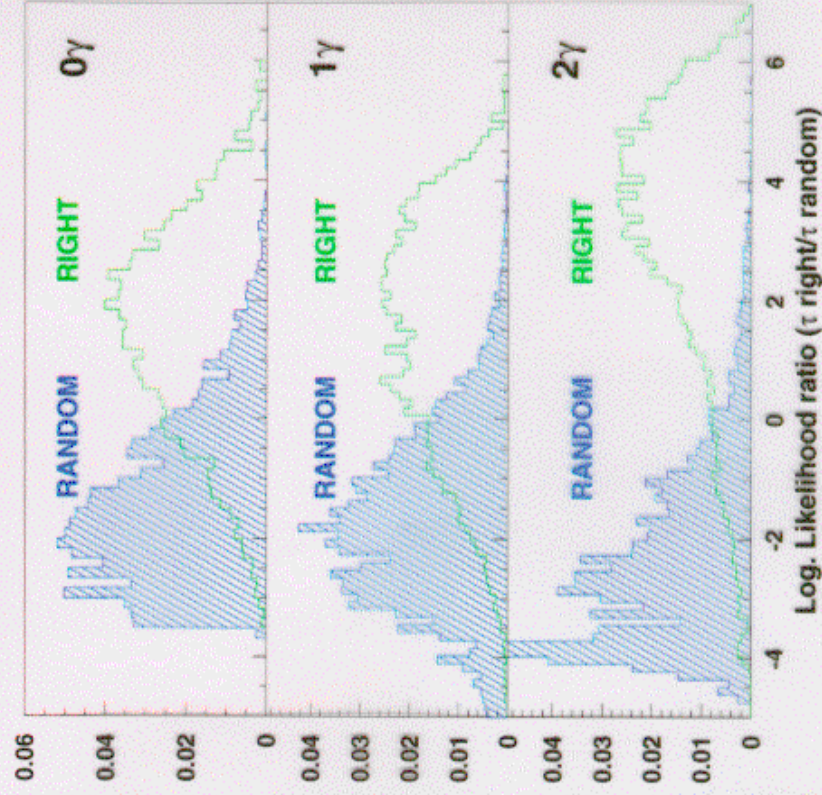 0γ
RANDOM RIGHT
0.06
0.04
0.02
0
1γ
RANDOM RIGHT
0.04
0.03
0.02
0.01
0
2γ
RANDOM RIGHT
0.04
0.03
0.02
0.01
0
-4 -2 0 2 4 6
Log. Likelihood ratio (τ right/τ random)